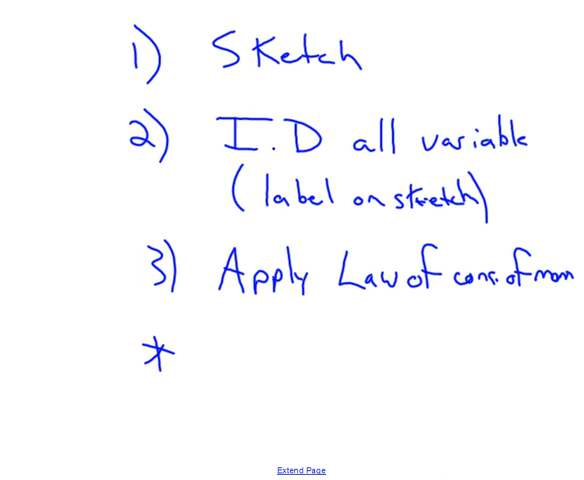 1) Sketch
2) I.D all variable
(label on stretch)
3) Apply Law of cons. of mom
*
Extend Page